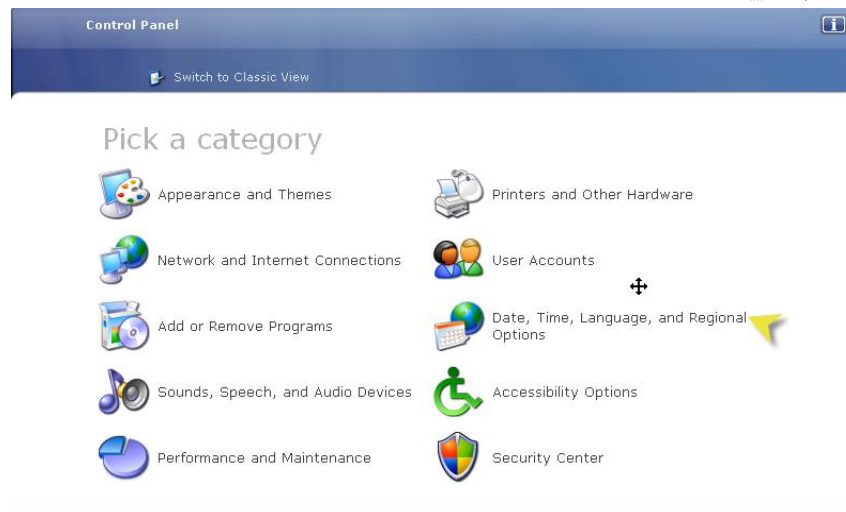 Control Panel
Switch to Classic View
Pick a category
Appearance and Themes
Printers and Other Hardware
Network and Internet Connections
User Accounts
Add or Remove Programs
Date, Time, Language, and Regional
Options
Sounds, Speech, and Audio Devices
Accessibility Options
Performance and Maintenance
Security Center